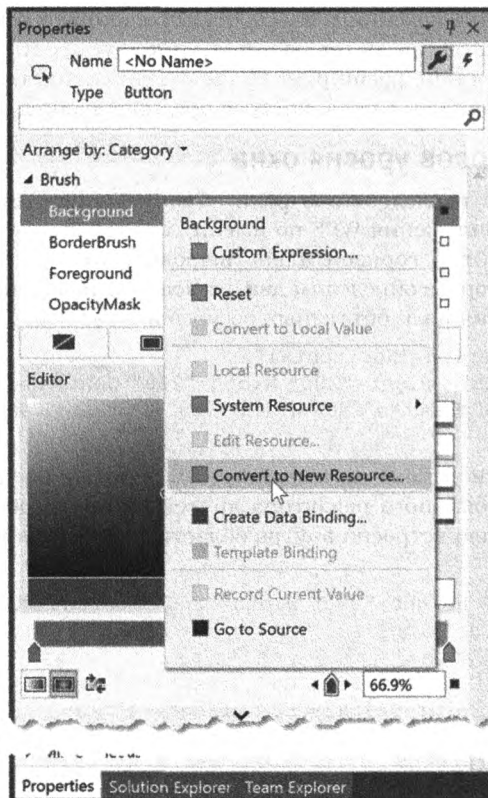 Properties
Name <No Name>
Type Button
Arrange by: Category
Brush
Background
BorderBrush
Foreground
OpacityMask
Editor
Background
Custom Expression...
Reset
Convert to Local Value
Local Resource
System Resource
Edit Resource...
Convert to New Resource...
Create Data Binding...
Template Binding
Record Current Value
Go to Source
66.9%
Properties Solution Explorer Team Explorer